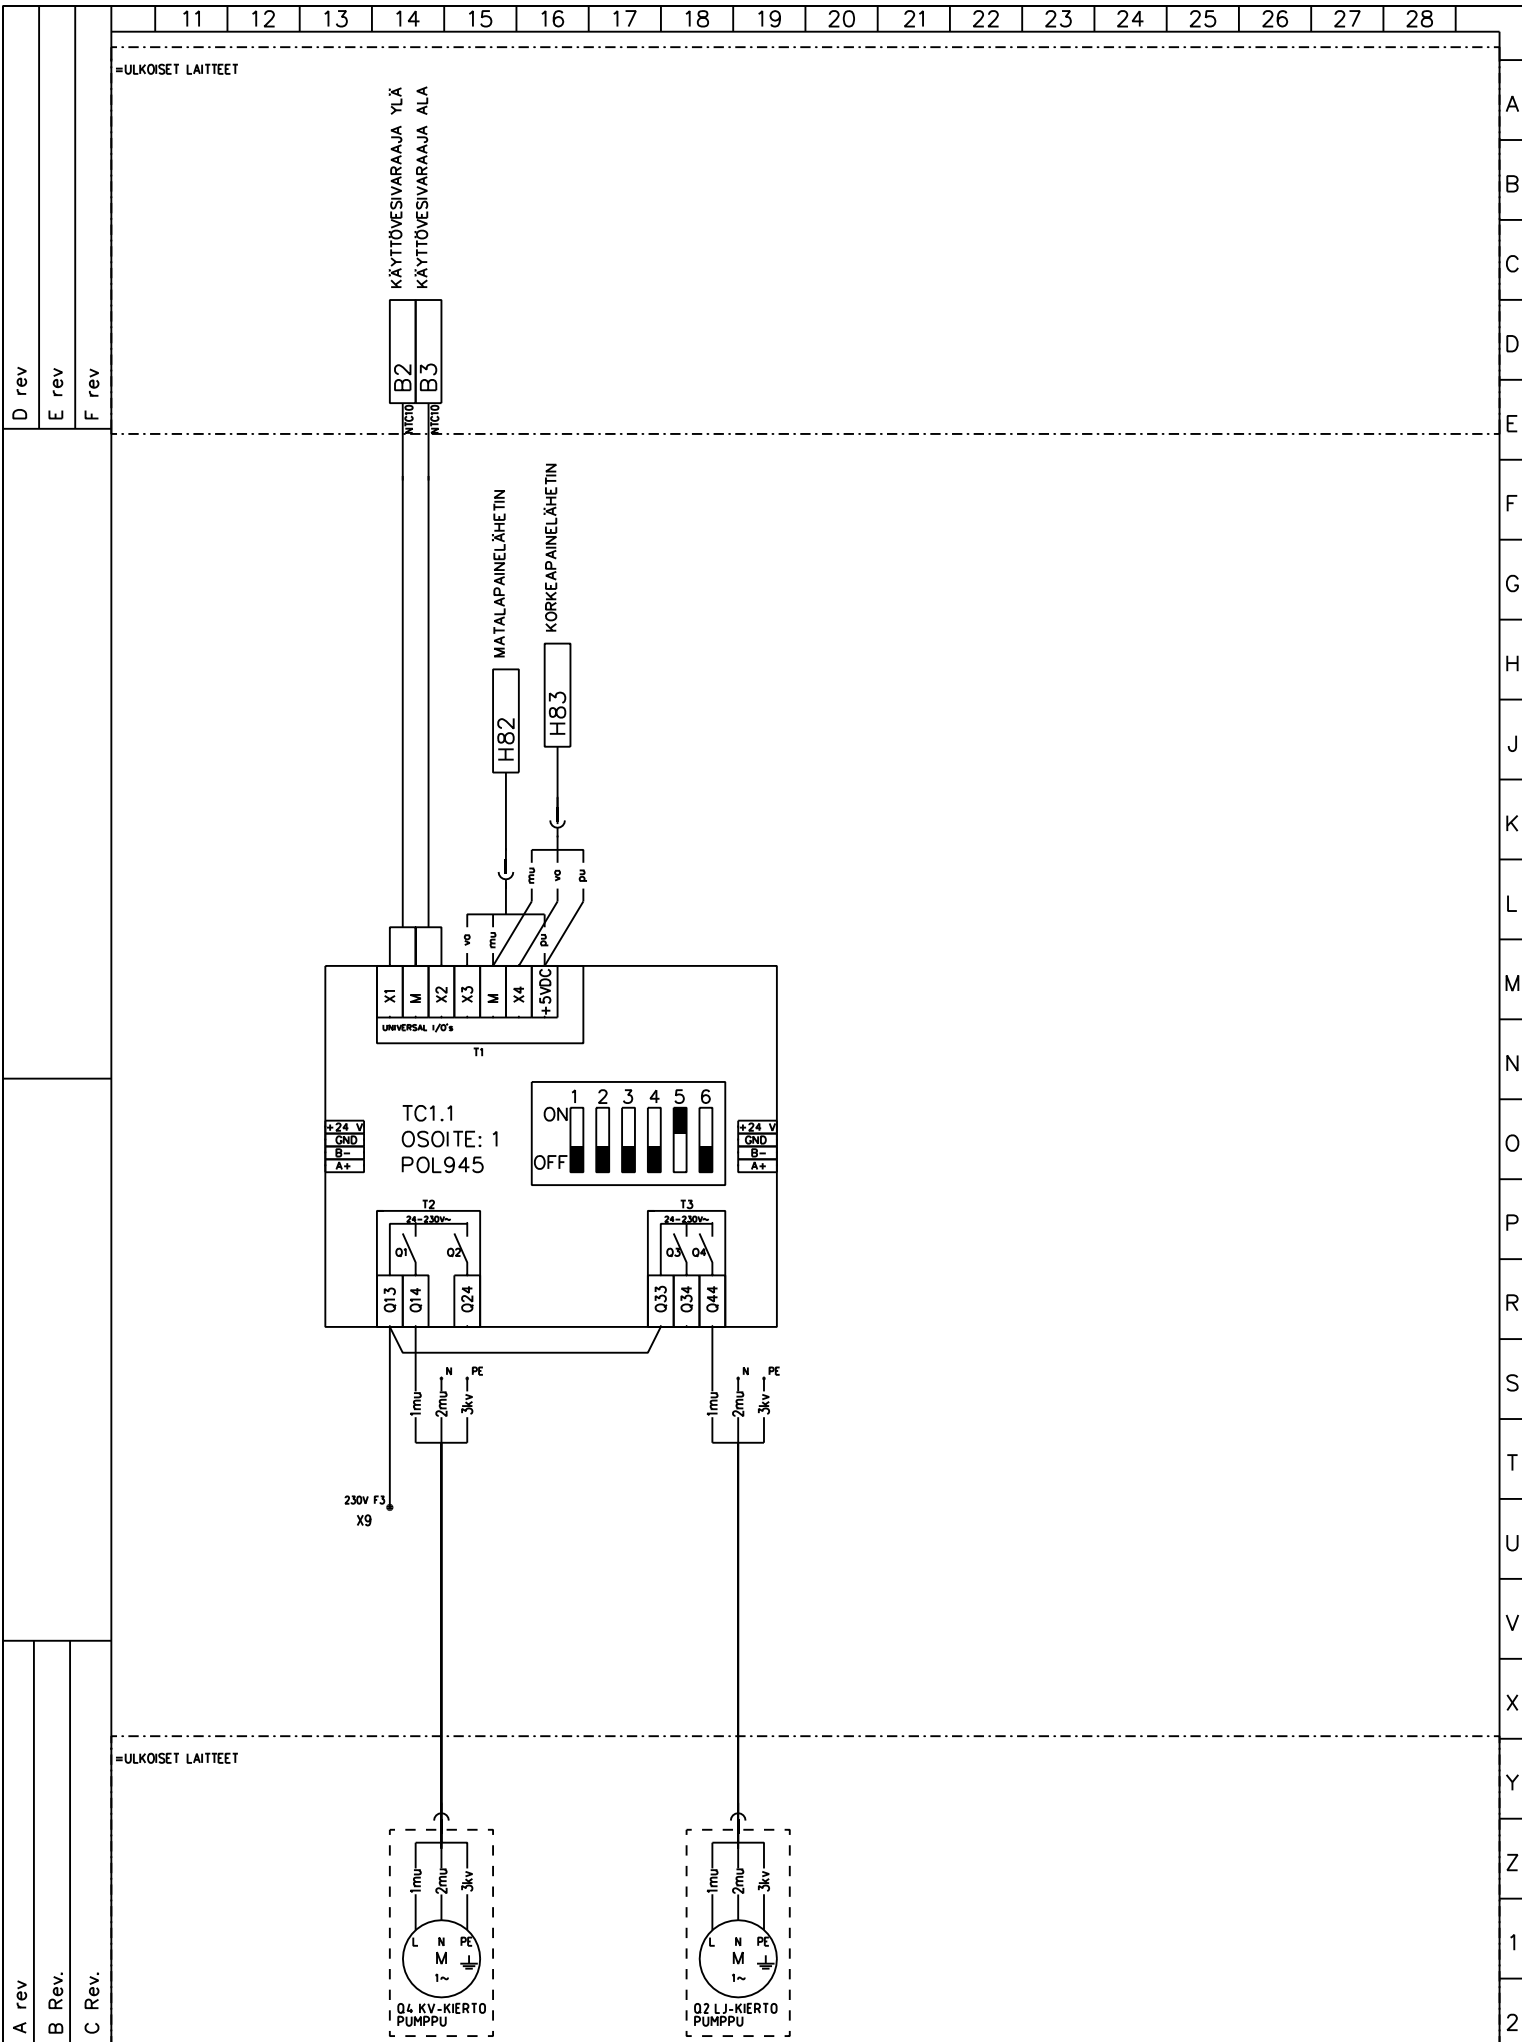 11 12 13 14 15 16 17 18 19 20 21 22 23 24 25 26 27 28
=ULKOISET LAITTEET
KÄYTTÖVESIVARAAJA YLÄ
KÄYTTÖVESIVARAAJA ALA
A
B
C
D
E
F
G
H
J
K
L
M
N
O
P
R
S
T
U
V
X
Y
Z
1
2
D rev
E rev
F rev
B2
B3
NTC10
NTC10
MATALAPAINELÄHETIN
KORKEAPAINELÄHETIN
H82
H83
mu
va
pu
va
mu
pu
X1
M
X2
X3
M
X4
+5VDC
UNIVERSAL I/O's
T1
TC1.1
OSOITE: 1
POL945
1 2 3 4 5 6
ON
OFF
+24 V
GND
B-
A+
+24 V
GND
B-
A+
T2
24-230V~
Q1
Q2
Q13
Q14
Q24
T3
24-230V~
Q3
Q4
Q33
Q34
Q44
N PE
1mu
2mu
3kv
N PE
1mu
2mu
3kv
230V F3
X9
=ULKOISET LAITTEET
A rev
B Rev.
C Rev.
1mu
2mu
3kv
L N PE
M
1~
Q4 KV-KIERTO
PUMPPU
1mu
2mu
3kv
L N PE
M
1~
Q2 LJ-KIERTO
PUMPPU